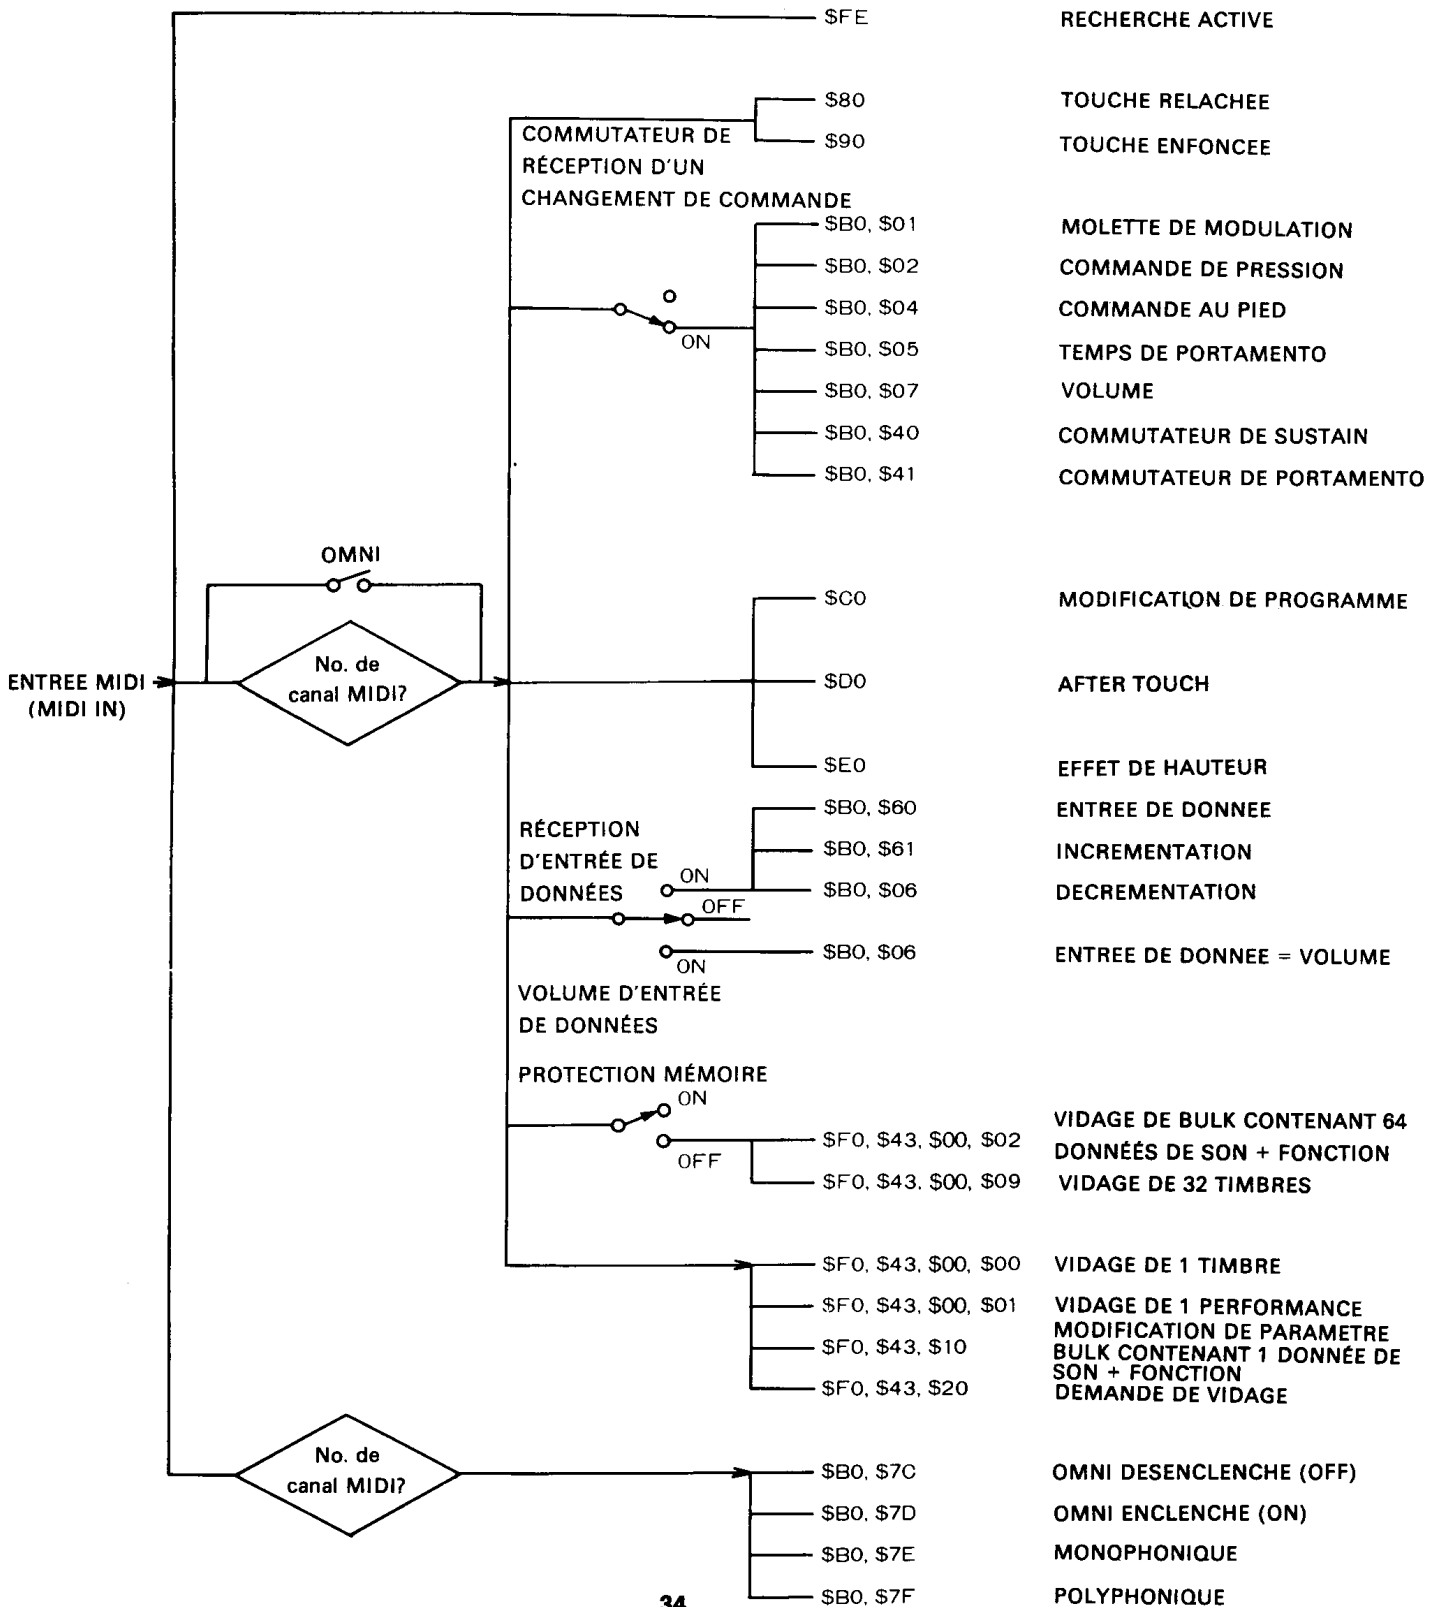 $FE RECHERCHE ACTIVE
$80 TOUCHE RELACHEE
$90 TOUCHE ENFONCEE
COMMUTATEUR DE
RÉCEPTION D'UN
CHANGEMENT DE COMMANDE
$B0, $01 MOLETTE DE MODULATION
$B0, $02 COMMANDE DE PRESSION
$B0, $04 COMMANDE AU PIED
ON
$B0, $05 TEMPS DE PORTAMENTO
$B0, $07 VOLUME
$B0, $40 COMMUTATEUR DE SUSTAIN
$B0, $41 COMMUTATEUR DE PORTAMENTO
OMNI
$C0 MODIFICATION DE PROGRAMME
ENTREE MIDI
(MIDI IN)
No. de
canal MIDI?
$D0 AFTER TOUCH
$E0 EFFET DE HAUTEUR
RÉCEPTION
D'ENTRÉE DE
DONNÉES
ON
OFF
$B0, $60 ENTREE DE DONNEE
$B0, $61 INCREMENTATION
$B0, $06 DECREMENTATION
ON
$B0, $06 ENTREE DE DONNEE = VOLUME
VOLUME D'ENTRÉE
DE DONNÉES
PROTECTION MÉMOIRE
ON
OFF
$F0, $43, $00, $02 VIDAGE DE BULK CONTENANT 64
DONNÉÉS DE SON + FONCTION
$F0, $43, $00, $09 VIDAGE DE 32 TIMBRES
$F0, $43, $00, $00 VIDAGE DE 1 TIMBRE
$F0, $43, $00, $01 VIDAGE DE 1 PERFORMANCE
$F0, $43, $10 MODIFICATION DE PARAMETRE
BULK CONTENANT 1 DONNÉE DE
SON + FONCTION
$F0, $43, $20 DEMANDE DE VIDAGE
No. de
canal MIDI?
$B0, $7C OMNI DESENCLENCHE (OFF)
$B0, $7D OMNI ENCLENCHE (ON)
$B0, $7E MONOPHONIQUE
$B0, $7F POLYPHONIQUE
34